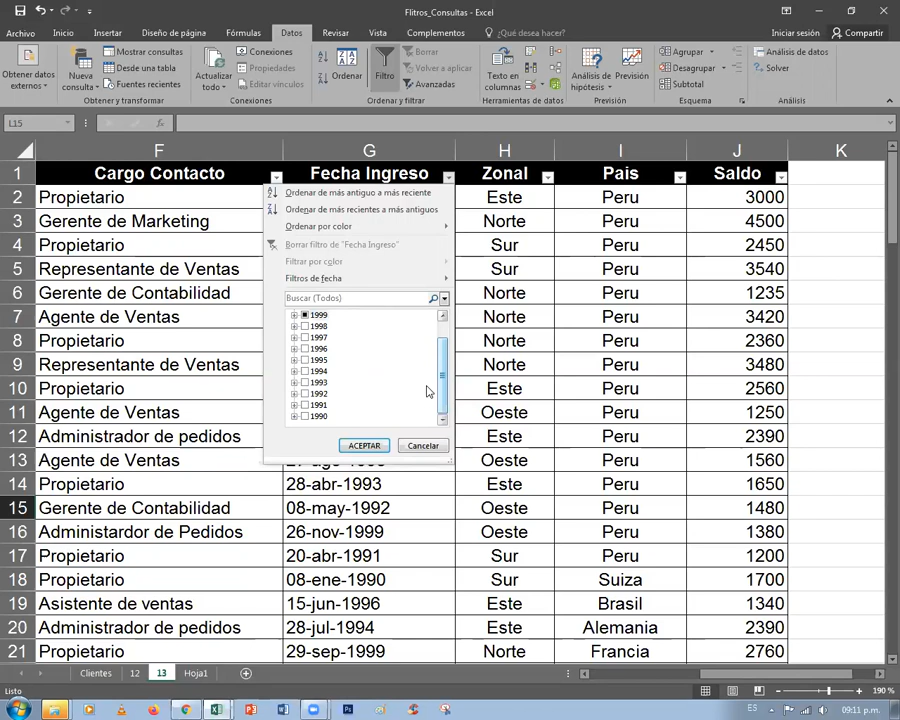 Flitros_Consultas - Excel
Archivo Inicio Insertar Diseño de página Fórmulas Datos Revisar Vista Complementos ¿Qué desea hacer? Iniciar sesión Compartir
Obtener datos externos
Nueva consulta
Mostrar consultas
Desde una tabla
Fuentes recientes
Actualizar todo
Conexiones
Propiedades
Editar vínculos
Ordenar
Filtro
Borrar
Volver a aplicar
Avanzadas
Texto en columnas
Análisis de hipótesis
Previsión
Agrupar
Desagrupar
Subtotal
Análisis de datos
Solver
Obtener y transformar Conexiones Ordenar y filtrar Herramientas de datos Previsión Esquema Análisis
L15 fx
F G H I J K
1 Cargo Contacto Fecha Ingreso Zonal Pais Saldo
2 Propietario Este Peru 3000
3 Gerente de Marketing Norte Peru 4500
4 Propietario Sur Peru 2450
5 Representante de Ventas Sur Peru 3540
6 Gerente de Contabilidad Norte Peru 1235
7 Agente de Ventas Norte Peru 3420
8 Propietario Norte Peru 2360
9 Representante de Ventas Norte Peru 3480
10 Propietario Este Peru 2560
11 Agente de Ventas Oeste Peru 1250
12 Administrador de pedidos Oeste Peru 2390
13 Agente de Ventas Oeste Peru 1560
14 Propietario 28-abr-1993 Oeste Peru 1650
15 Gerente de Contabilidad 08-may-1992 Oeste Peru 1480
16 Administardor de Pedidos 26-nov-1999 Oeste Peru 1380
17 Propietario 20-abr-1991 Sur Peru 1200
18 Propietario 08-ene-1990 Sur Suiza 1700
19 Asistente de ventas 15-jun-1996 Este Brasil 1340
20 Administrador de pedidos 28-jul-1994 Este Alemania 2390
21 Propietario 29-sep-1999 Norte Francia 2760
Ordenar de más antiguo a más reciente
Ordenar de más recientes a más antiguos
Ordenar por color
Borrar filtro de "Fecha Ingreso"
Filtrar por color
Filtros de fecha
Buscar (Todos)
1999
1998
1997
1996
1995
1994
1993
1992
1991
1990
ACEPTAR Cancelar
Clientes 12 13 Hoja1
Listo 190 %
ES 09:11 p.m.